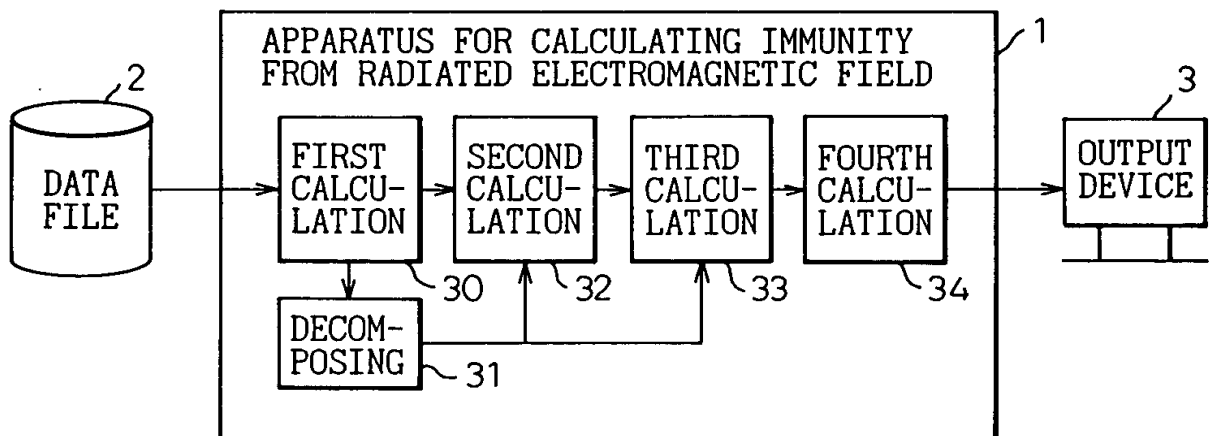 APPARATUS FOR CALCULATING IMMUNITY
FROM RADIATED ELECTROMAGNETIC FIELD
1
2
DATA
FILE
FIRST
CALCU-
LATION
30
SECOND
CALCU-
LATION
32
THIRD
CALCU-
LATION
33
FOURTH
CALCU-
LATION
34
3
OUTPUT
DEVICE
DECOM-
POSING
31